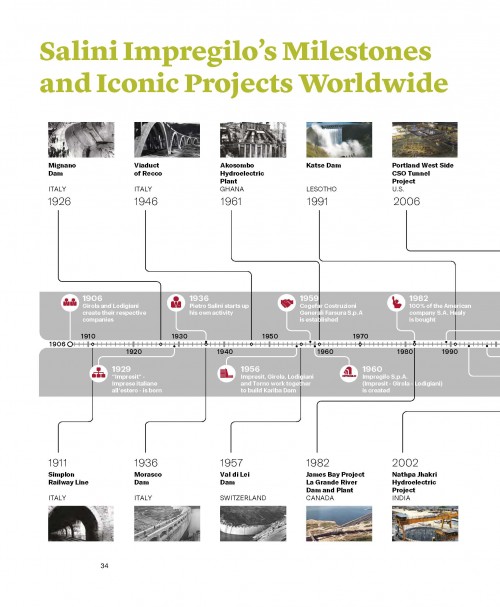 Salini Impregilo’s Milestones
and Iconic Projects Worldwide
Mignano
Dam
ITALY
1926
Viaduct
of Recco
ITALY
1946
Akosombo
Hydroelectric
Plant
GHANA
1961
Katse Dam
LESOTHO
1991
Portland West Side
CSO Tunnel
Project
U.S.
2006
1906
Girola and Lodigiani
create their respective
companies
1936
Pietro Salini starts up
his own activity
1959
Cogefar Costruzioni
Generali Farsura S.p.A
is established
1982
100% of the American
company S.A. Healy
is bought
1906
1910
1920
1930
1940
1950
1960
1970
1980
1990
1929
"Impresit" -
Imprese Italiane
all'estero - is born
1956
Impresit, Girola, Lodigiani
and Torno work together
to build Kariba Dam
1960
Impregilo S.p.A.
(Impresit - Girola - Lodigiani)
is created
1911
Simplon
Railway Line
ITALY
1936
Morasco
Dam
ITALY
1957
Val di Lei
Dam
SWITZERLAND
1982
James Bay Project
La Grande River
Dam and Plant
CANADA
2002
Nathpa Jhakri
Hydroelectric
Project
INDIA
34